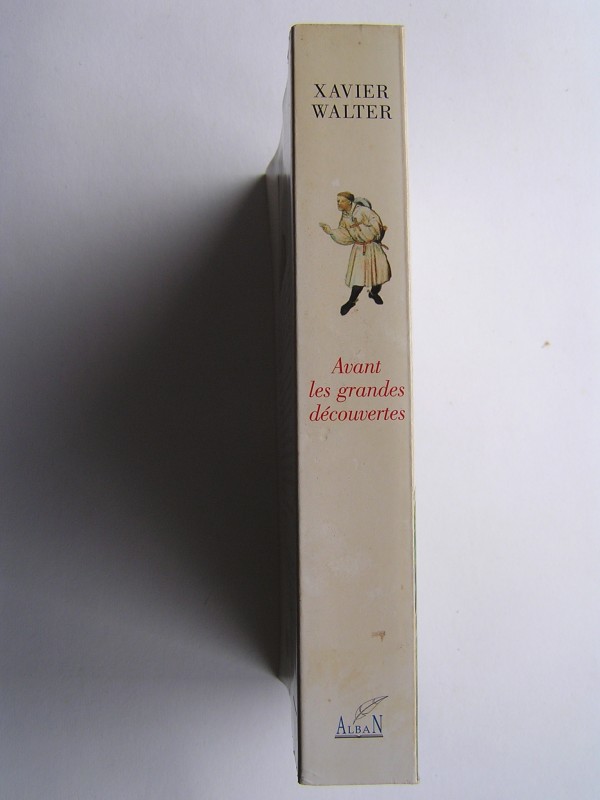 XAVIER
WALTER
Avant
les grandes
découvertes
ALBAN